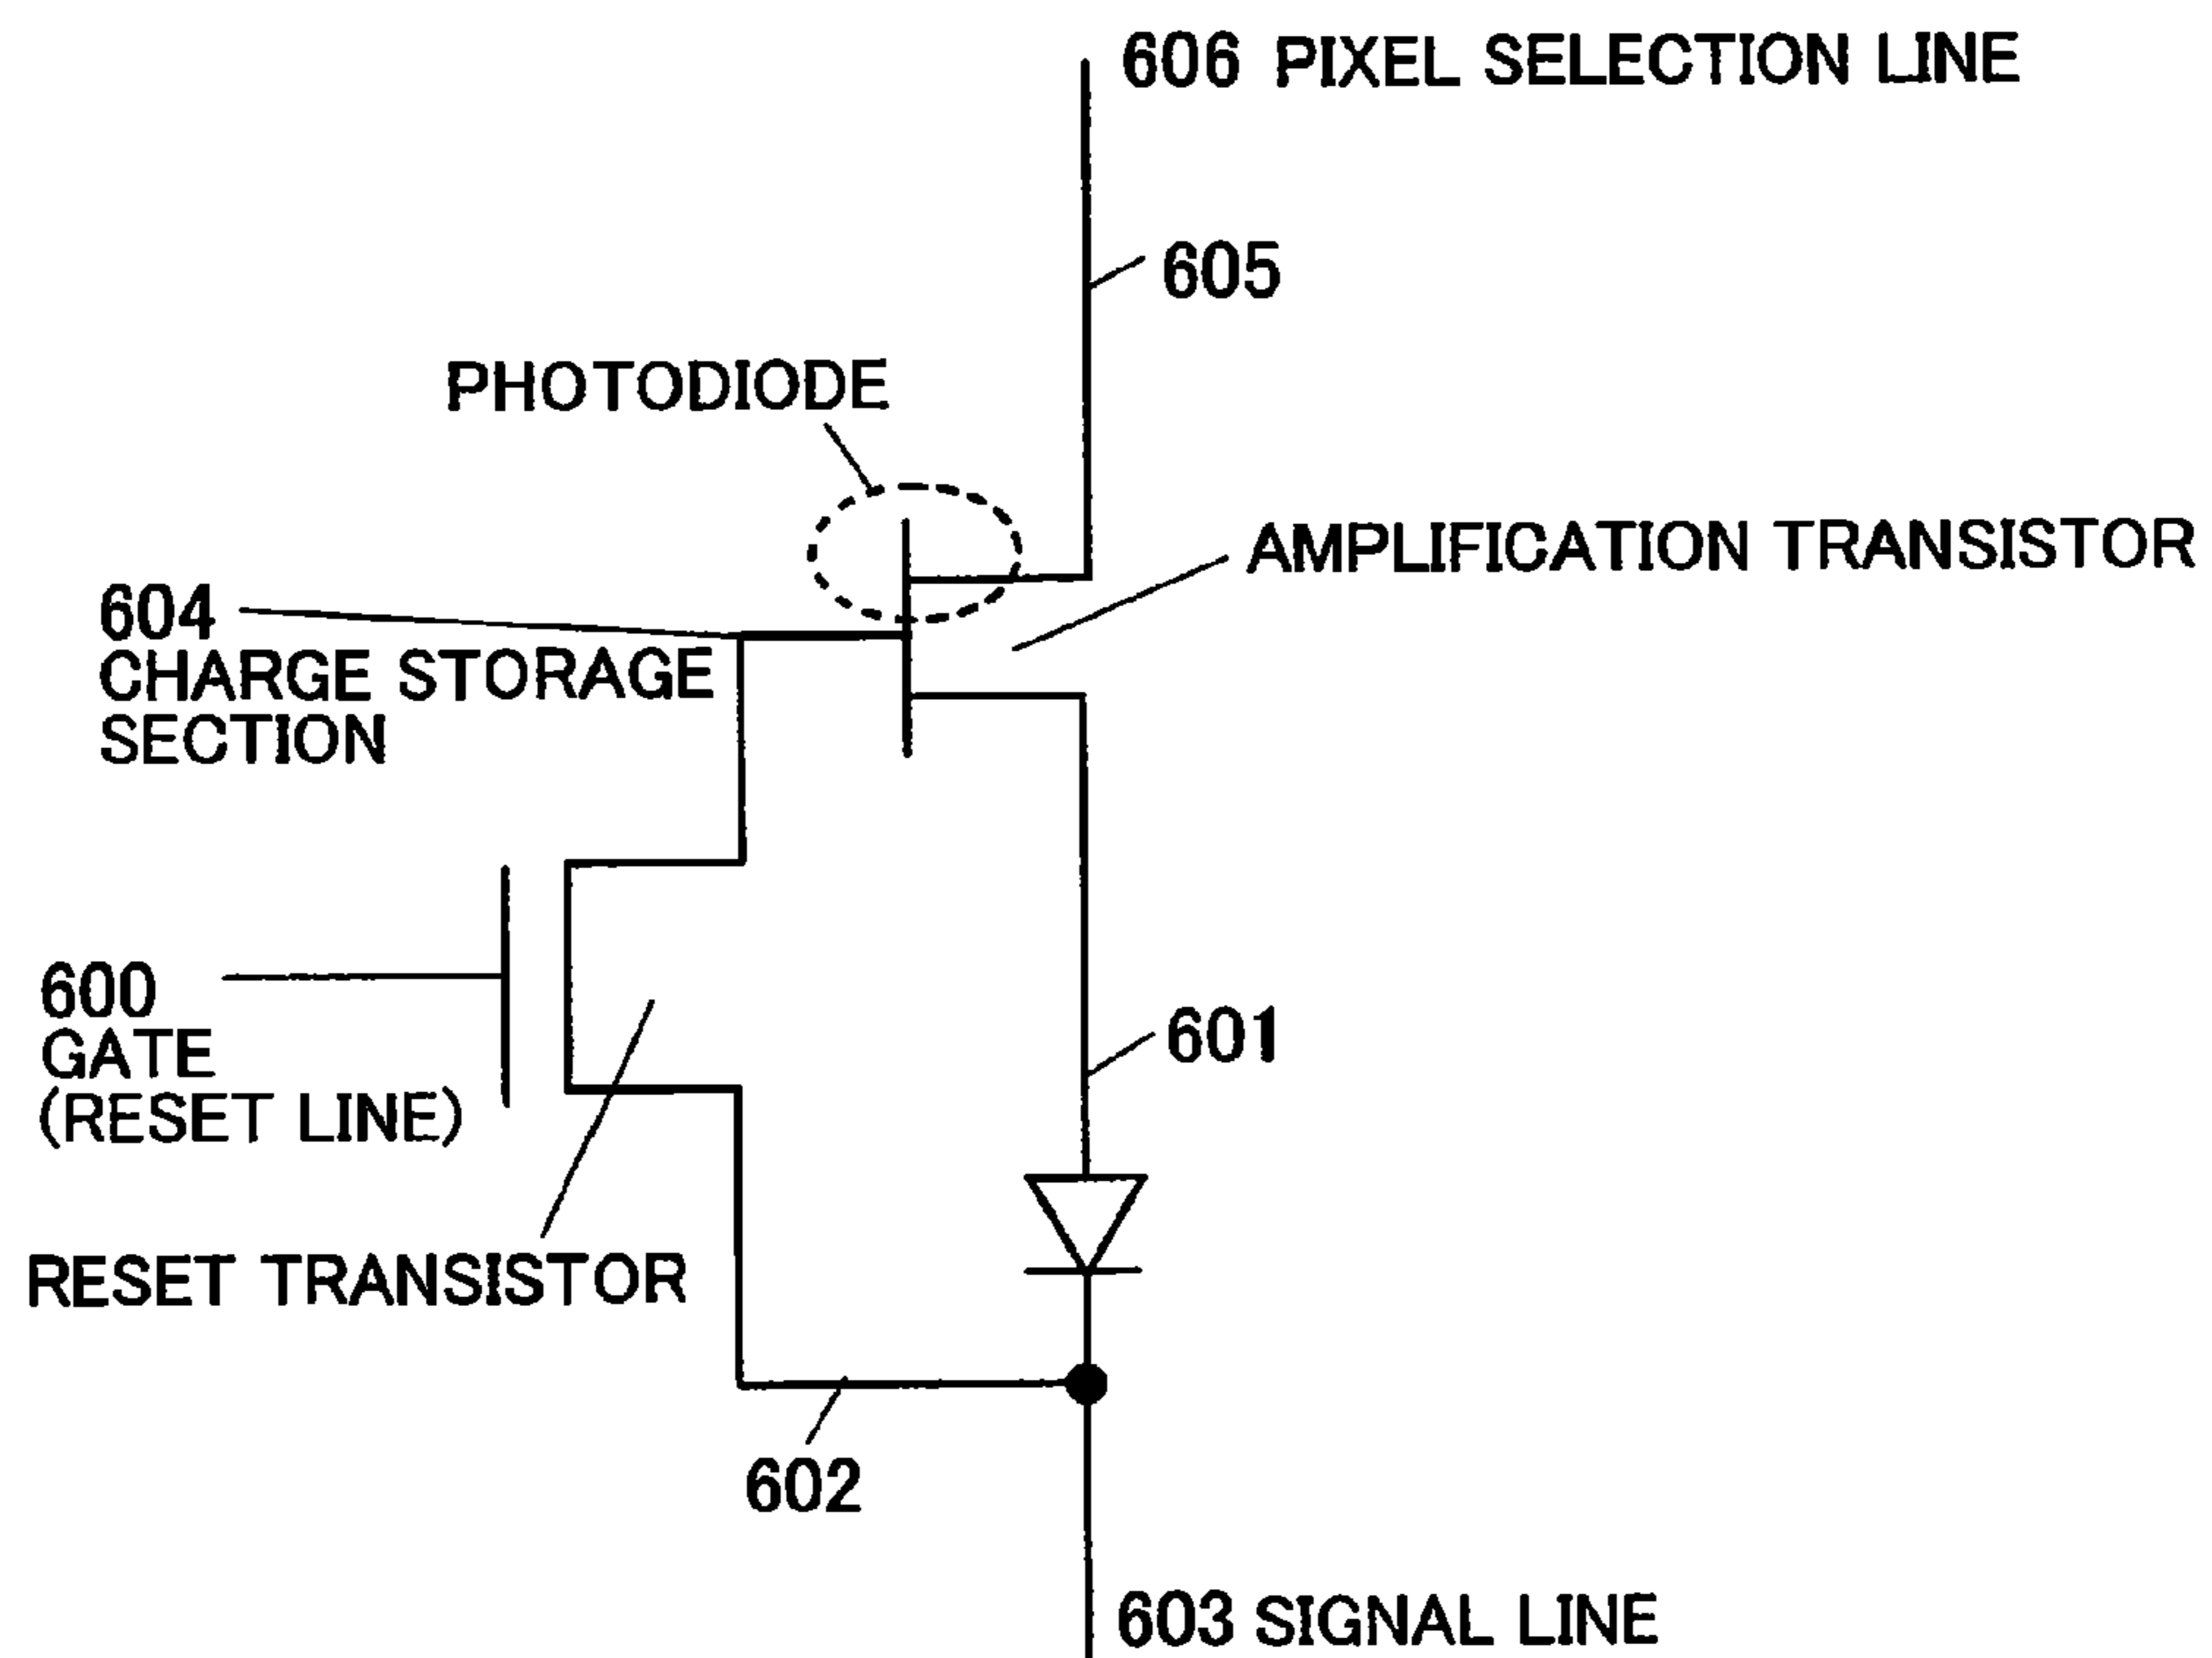 606 PIXEL SELECTION LINE
605
PHOTODIODE
AMPLIFICATION TRANSISTOR
604
CHARGE STORAGE
SECTION
600
GATE
(RESET LINE)
601
RESET TRANSISTOR
602
603 SIGNAL LINE